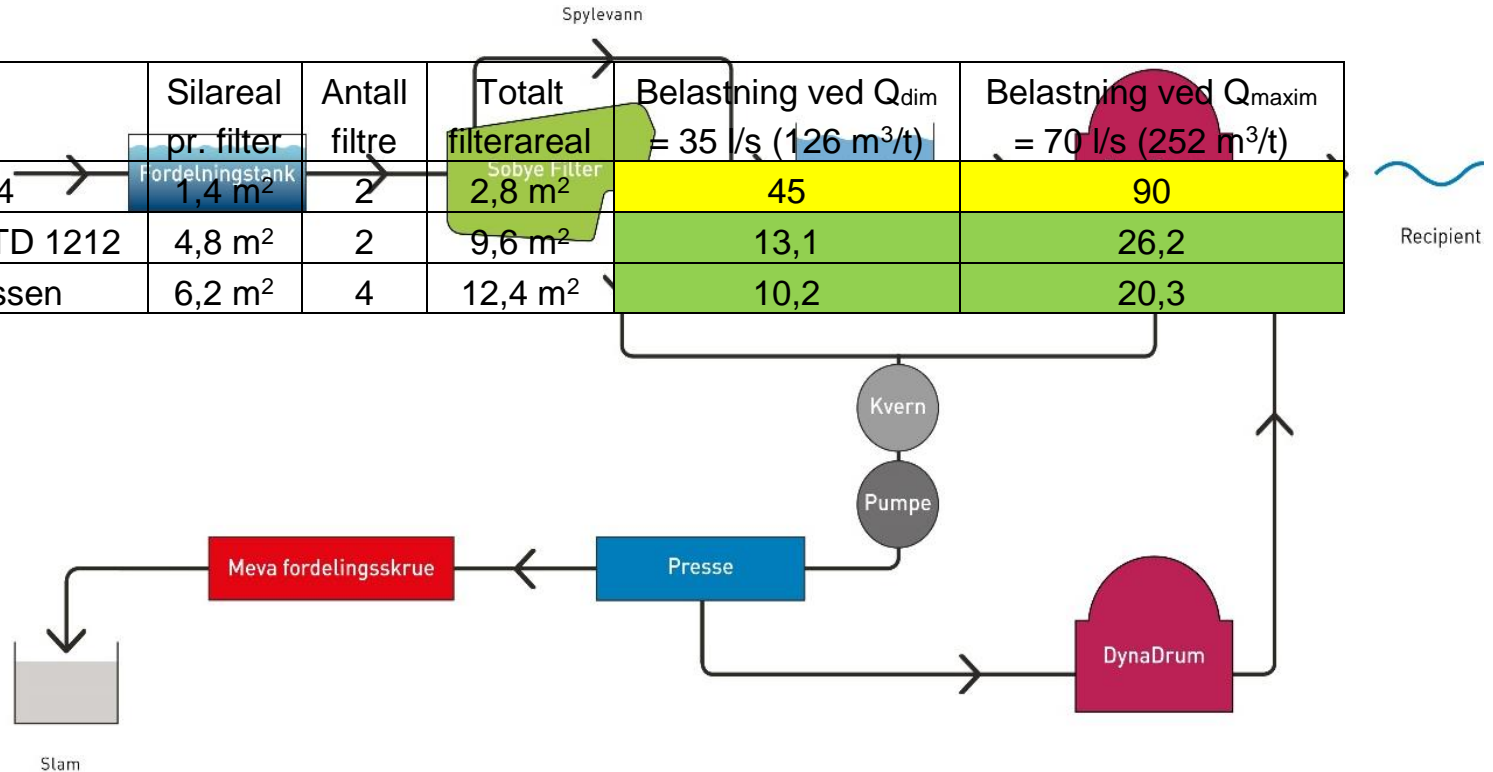 Spylevann
Silareal Antall Totalt Belastning ved Qdim Belastning ved Qmaxim
pr. filter filtre filterareal = 35 l/s (126 m³/t) = 70 l/s (252 m³/t)
Fordelningstank Sobye Filter
4 1,4 m² 2 2,8 m² 45 90
TD 1212 4,8 m² 2 9,6 m² 13,1 26,2
ssen 6,2 m² 4 12,4 m² 10,2 20,3
Recipient
Kvern
Pumpe
Meva fordelingsskrue
Presse
DynaDrum
Slam